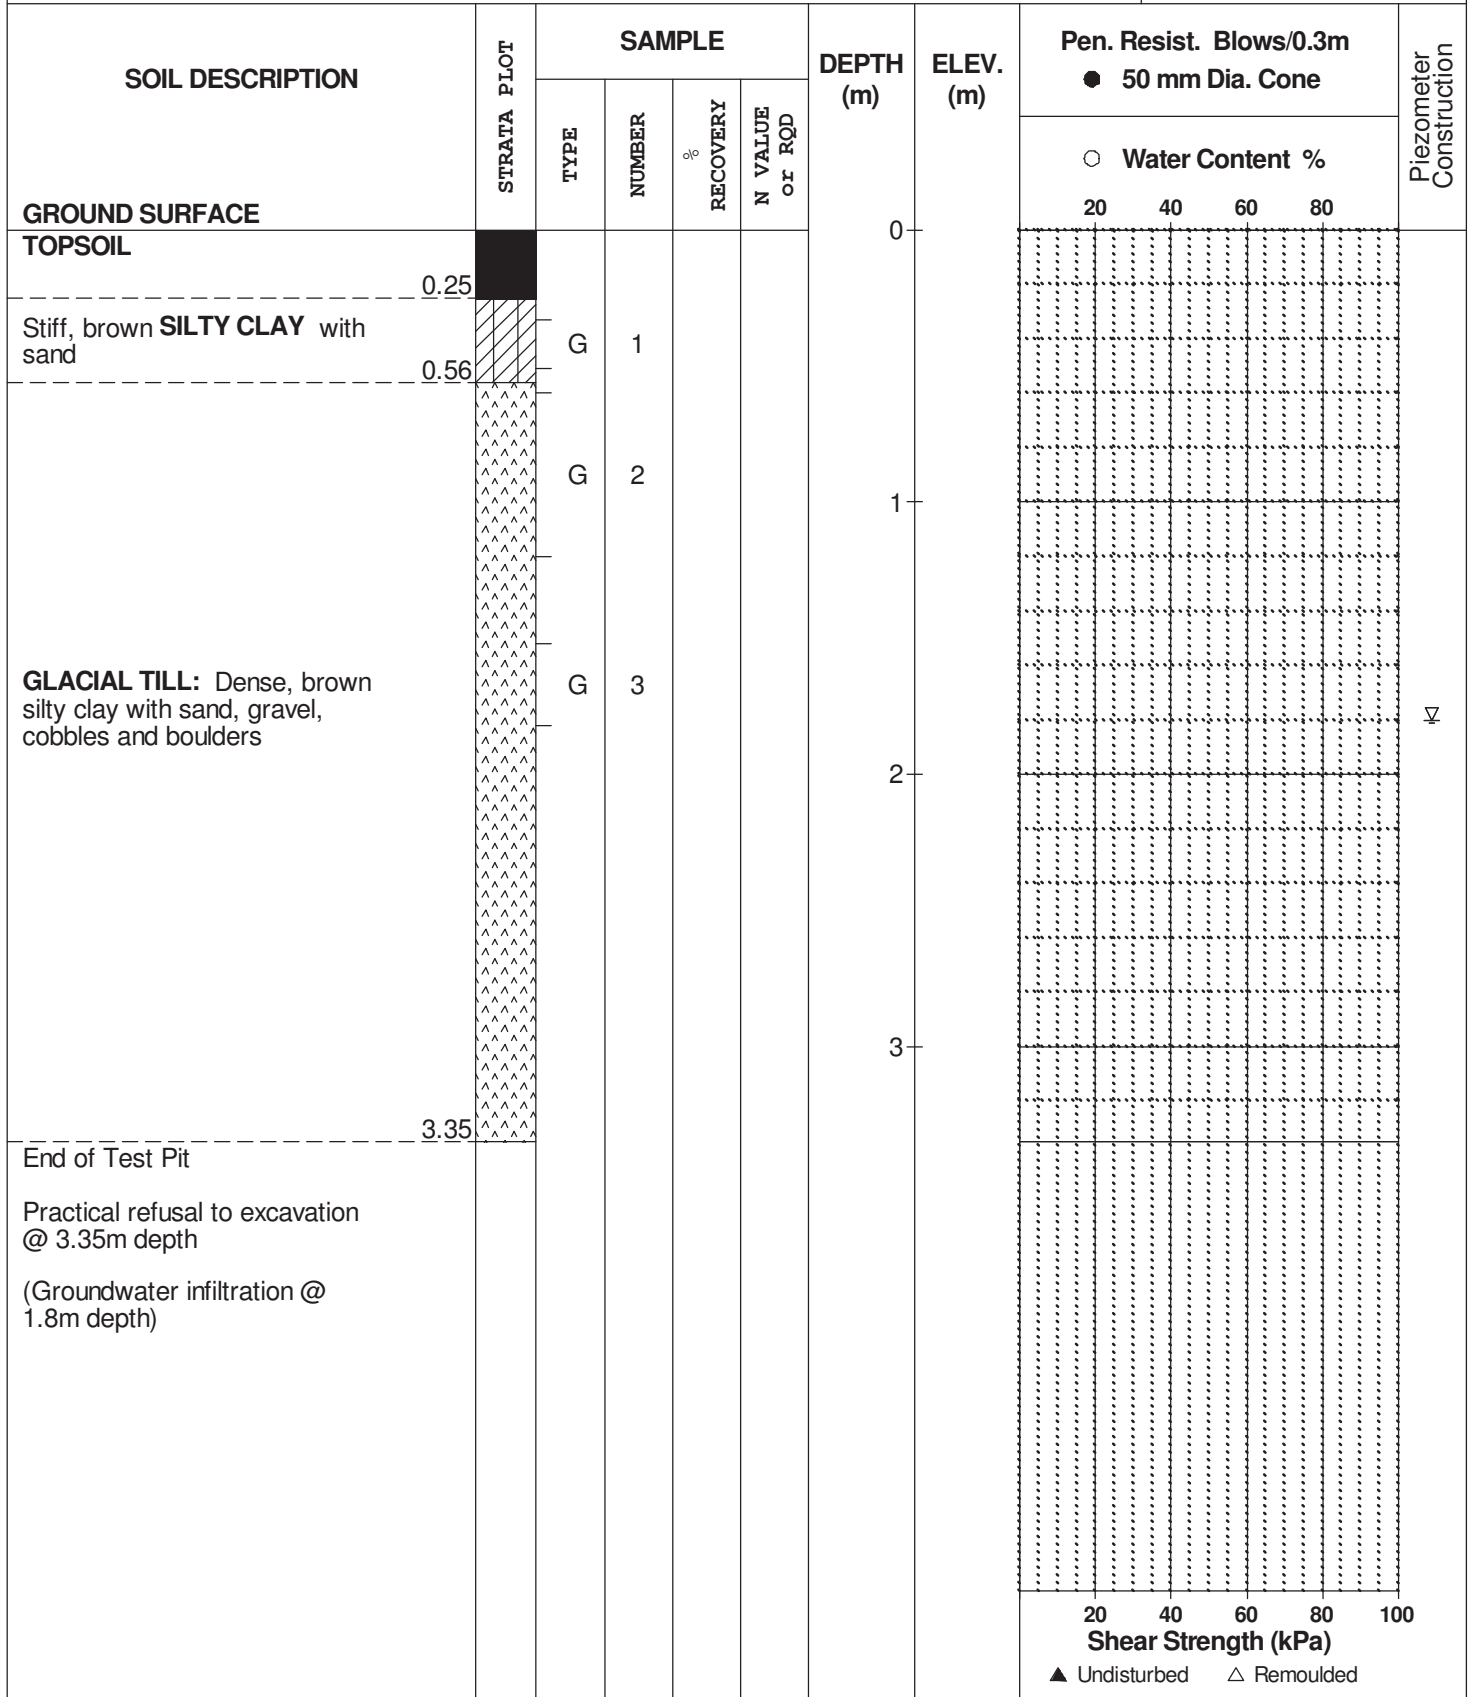 SOIL DESCRIPTION
GROUND SURFACE
STRATA PLOT
SAMPLE
TYPE
NUMBER
%
RECOVERY
N VALUE
or RQD
DEPTH
(m)
ELEV.
(m)
Pen. Resist. Blows/0.3m
● 50 mm Dia. Cone
○ Water Content %
20 40 60 80
Piezometer
Construction
TOPSOIL
0
0.25
Stiff, brown SILTY CLAY with
sand
0.56
G 1
G 2
1
GLACIAL TILL: Dense, brown
silty clay with sand, gravel,
cobbles and boulders
G 3
2
3
3.35
End of Test Pit
Practical refusal to excavation
@ 3.35m depth
(Groundwater infiltration @
1.8m depth)
20 40 60 80 100
Shear Strength (kPa)
▲ Undisturbed △ Remoulded